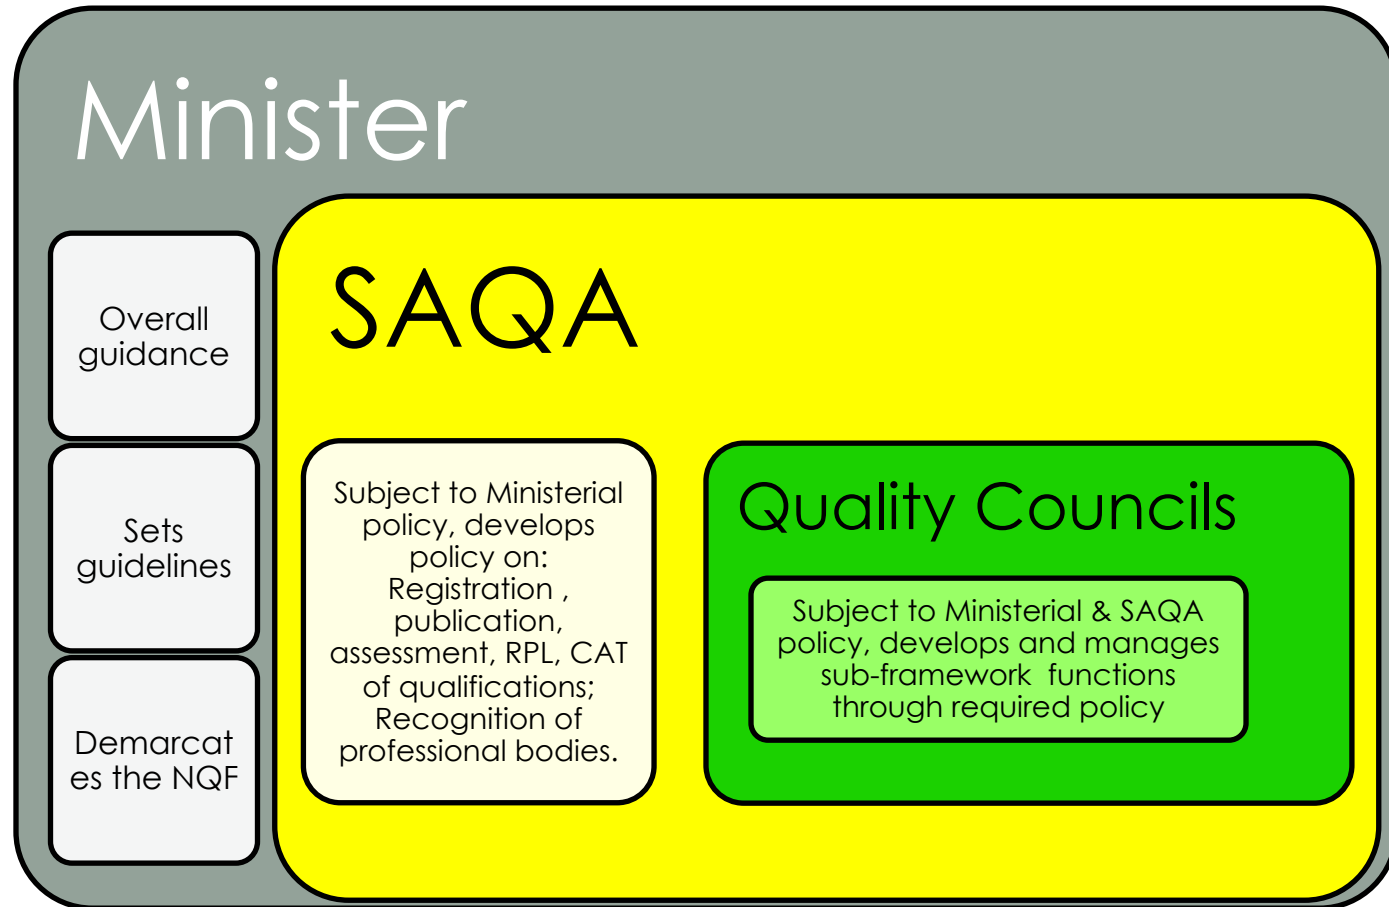 Minister
Overall
guidance
Sets
guidelines
Demarcat
es the NQF
SAQA
Subject to Ministerial
policy, develops
policy on:
Registration ,
publication,
assessment, RPL, CAT
of qualifications;
Recognition of
professional bodies.
Quality Councils
Subject to Ministerial & SAQA
policy, develops and manages
sub-framework  functions
through required policy